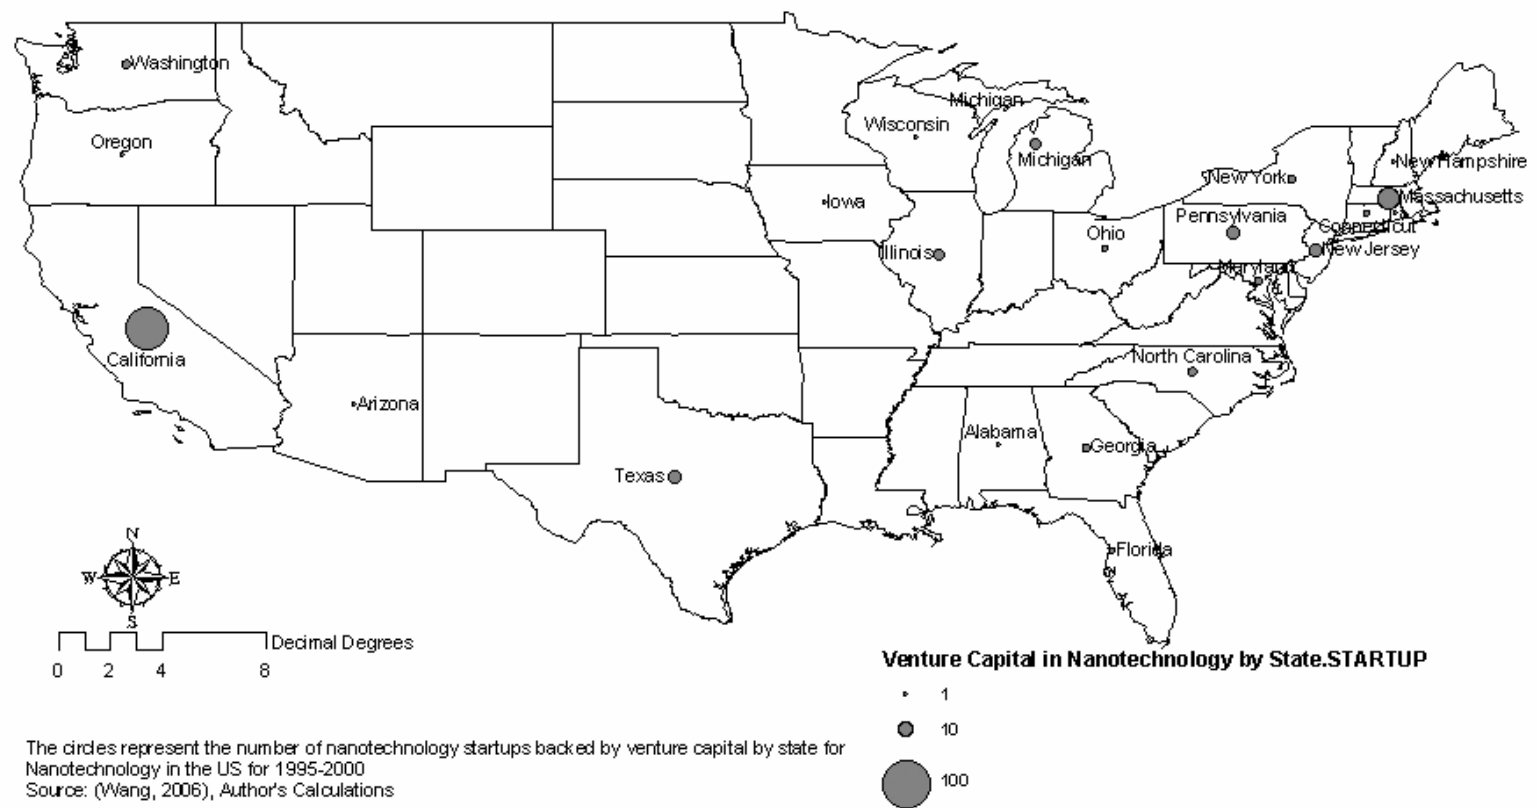 Washington
Oregon
Michigan
Wisconsin
Michigan
New Hampshire
New York
Massachusetts
Iowa
Pennsylvania
Connecticut
Ohio
Illinois
New Jersey
Maryland
California
North Carolina
Arizona
Alabama
Georgia
Texas
Florida
N
W E
S
Decimal Degrees
0 2 4 8
Venture Capital in Nanotechnology by State.STARTUP
1
10
100
The circles represent the number of nanotechnology startups backed by venture capital by state for
Nanotechnology in the US for 1995-2000
Source: (Wang, 2006), Author's Calculations